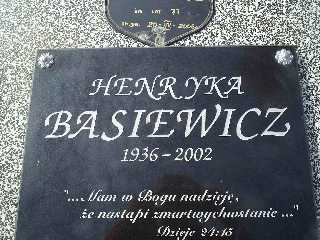 HENRYKA
BASIEWICZ
1936-2002
"...Mam w Bogu nadzieję,
że nastąpi zmartwychwstanie..."
Dzieje 24:15